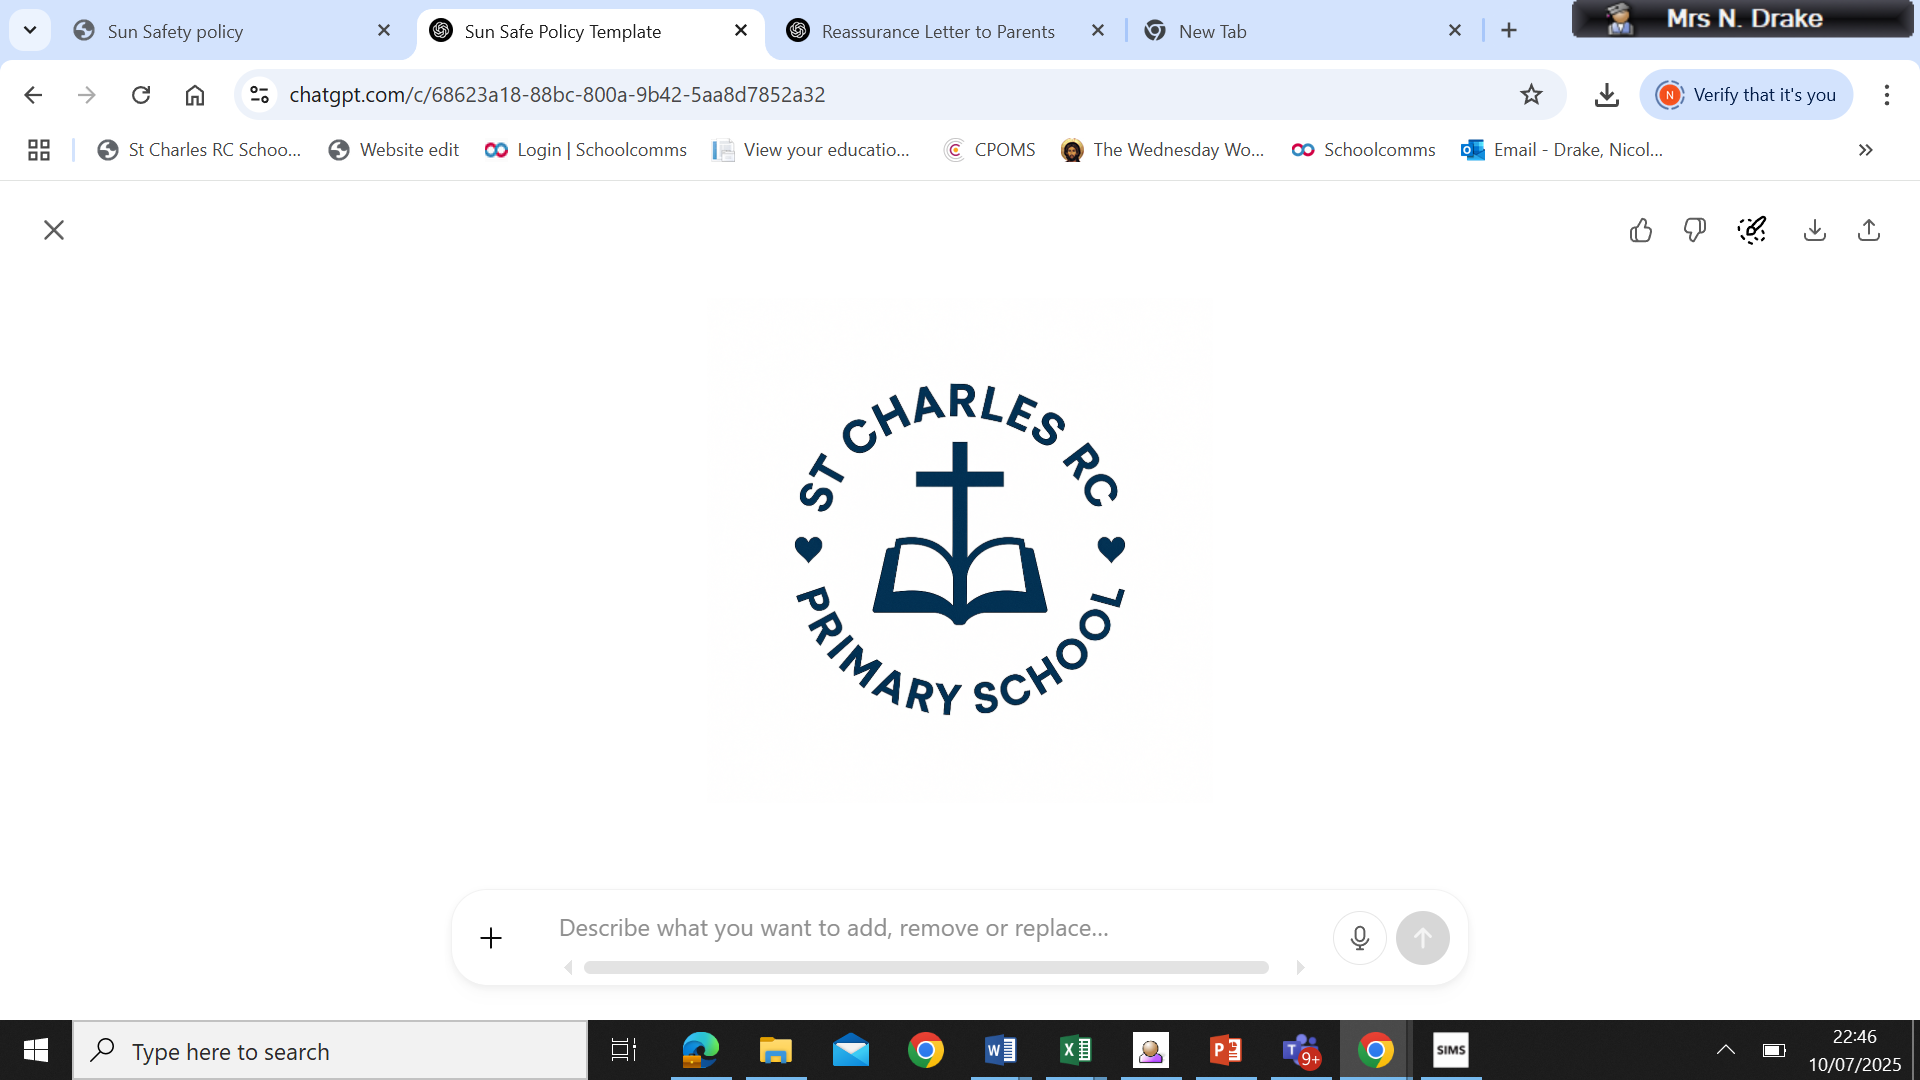 Sun Safety policy
Sun Safe Policy Template
Reassurance Letter to Parents
New Tab
Mrs N. Drake
chatgpt.com/c/68623a18-88bc-800a-9b42-5aa8d7852a32
N
Verify that it's you
St Charles RC Schoo...
Website edit
Login | Schoolcomms
View your educatio...
CPOMS
The Wednesday Wo...
Schoolcomms
Email - Drake, Nicol...
ST CHARLES RC
PRIMARY SCHOOL
Describe what you want to add, remove or replace...
Type here to search
9+
SIMS
22:46
10/07/2025